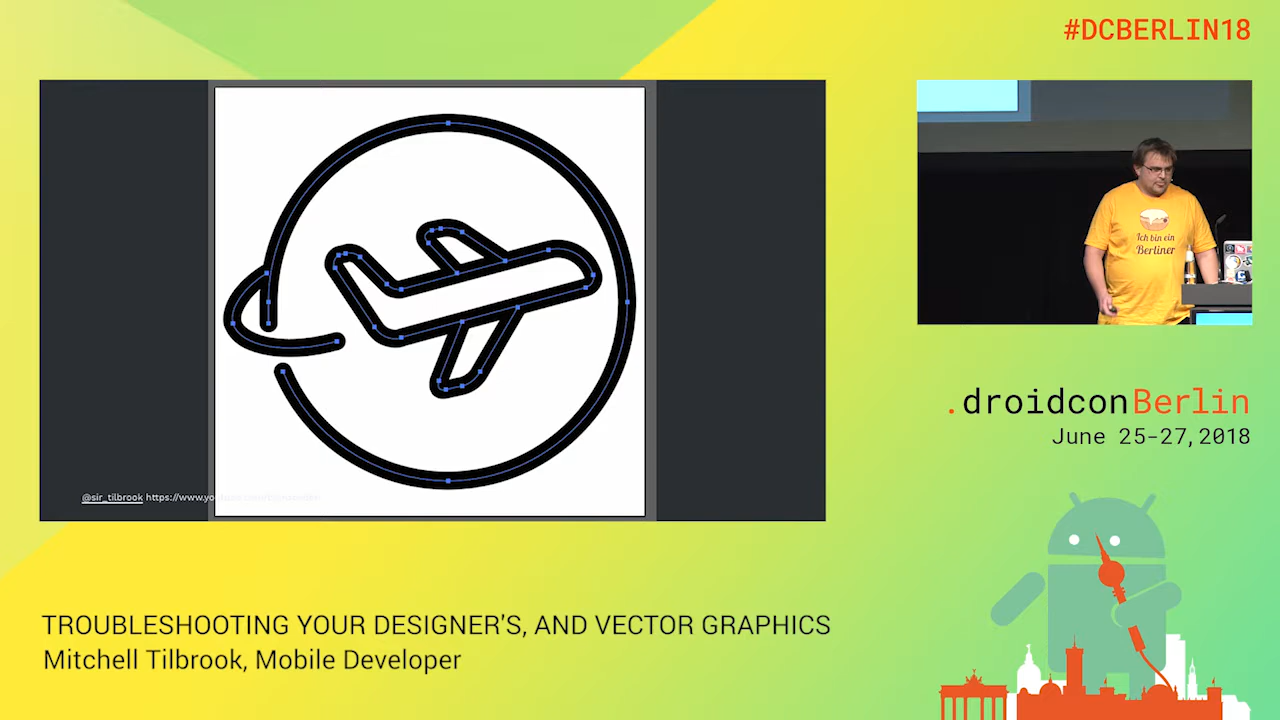 #DCBERLIN18
Ich bin ein
Berliner
.droidconBerlin
June 25-27, 2018
@sir_tilbrook https://www.yo
TROUBLESHOOTING YOUR DESIGNER'S, AND VECTOR GRAPHICS
Mitchell Tilbrook, Mobile Developer